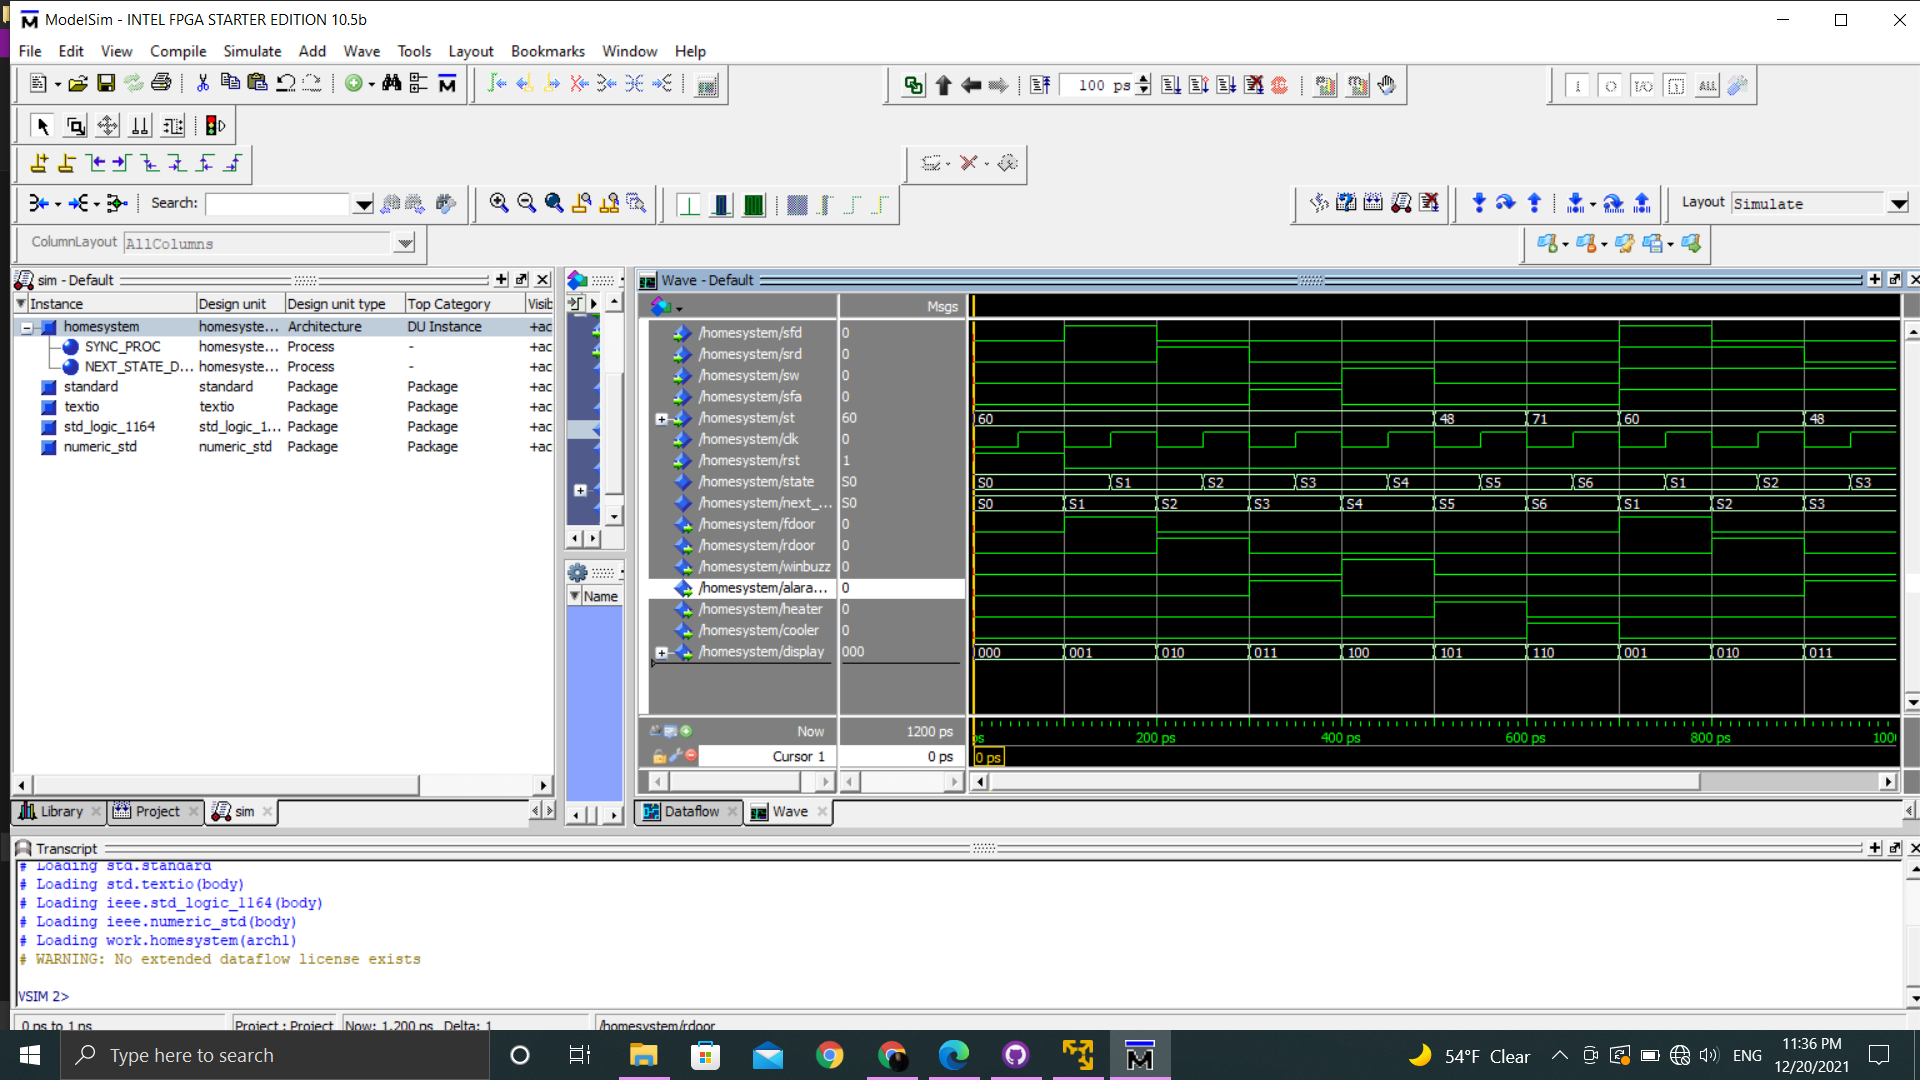 ModelSim - INTEL FPGA STARTER EDITION 10.5b
File Edit View Compile Simulate Add Wave Tools Layout Bookmarks Window Help
100 ps
Search:
Layout Simulate
ColumnLayout AllColumns
sim - Default
Instance Design unit Design unit type Top Category Visib
homesystem homesyste... Architecture DU Instance +ac
SYNC_PROC homesyste... Process - +ac
NEXT_STATE_D... homesyste... Process - +ac
standard standard Package Package +ac
textio textio Package Package +ac
std_logic_1164 std_logic_1... Package Package +ac
numeric_std numeric_std Package Package +ac
Name
Wave - Default
Msgs
/homesystem/sfd 0
/homesystem/srd 0
/homesystem/sw 0
/homesystem/sfa 0
/homesystem/st 60 60 48 71 60 48
/homesystem/clk 0
/homesystem/rst 1
/homesystem/state S0 S0 S1 S2 S3 S4 S5 S6 S1 S2 S3
/homesystem/next_... S0 S0 S1 S2 S3 S4 S5 S6 S1 S2 S3
/homesystem/fdoor 0
/homesystem/rdoor 0
/homesystem/winbuzz 0
/homesystem/alara... 0
/homesystem/heater 0
/homesystem/cooler 0
/homesystem/display 000 000 001 010 011 100 101 110 001 010 011
Now 1200 ps ps 200 ps 400 ps 600 ps 800 ps 1000
Cursor 1 0 ps 0 ps
Library Project sim
Dataflow Wave
Transcript
# Loading std.standard
# Loading std.textio(body)
# Loading ieee.std_logic_1164(body)
# Loading ieee.numeric_std(body)
# Loading work.homesystem(arch1)
# WARNING: No extended dataflow license exists
VSIM 2>
0 ps to 1 ns Project : Project Now: 1,200 ps Delta: 1 /homesystem/rdoor
Type here to search
54°F Clear
ENG
11:36 PM
12/20/2021